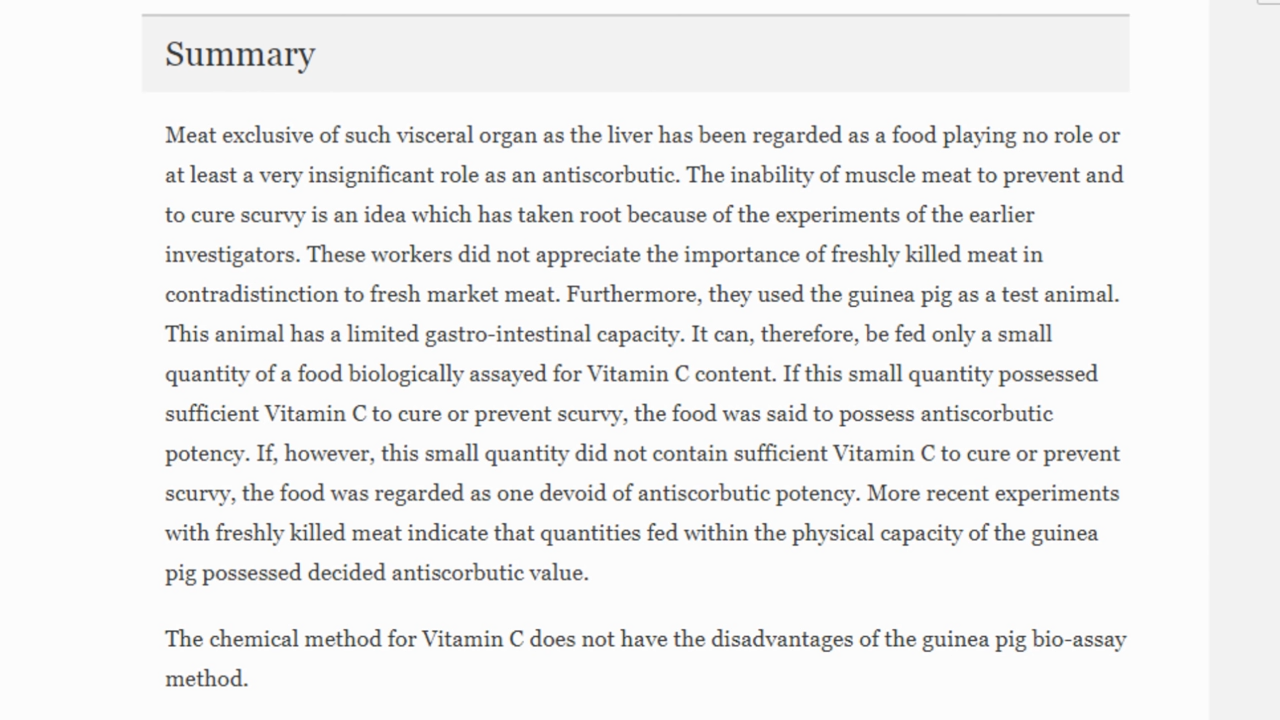 Summary
Meat exclusive of such visceral organ as the liver has been regarded as a food playing no role or
at least a very insignificant role as an antiscorbutic. The inability of muscle meat to prevent and
to cure scurvy is an idea which has taken root because of the experiments of the earlier
investigators. These workers did not appreciate the importance of freshly killed meat in
contradistinction to fresh market meat. Furthermore, they used the guinea pig as a test animal.
This animal has a limited gastro-intestinal capacity. It can, therefore, be fed only a small
quantity of a food biologically assayed for Vitamin C content. If this small quantity possessed
sufficient Vitamin C to cure or prevent scurvy, the food was said to possess antiscorbutic
potency. If, however, this small quantity did not contain sufficient Vitamin C to cure or prevent
scurvy, the food was regarded as one devoid of antiscorbutic potency. More recent experiments
with freshly killed meat indicate that quantities fed within the physical capacity of the guinea
pig possessed decided antiscorbutic value.
The chemical method for Vitamin C does not have the disadvantages of the guinea pig bio-assay
method.